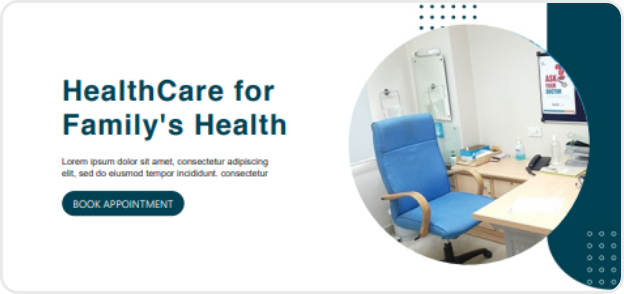 HealthCare for
Family's Health
Lorem ipsum dolor sit amet, consectetur adipiscing
elit, sed do eiusmod tempor incididunt. consectetur
BOOK APPOINTMENT
ASK
YOUR
DOCTOR